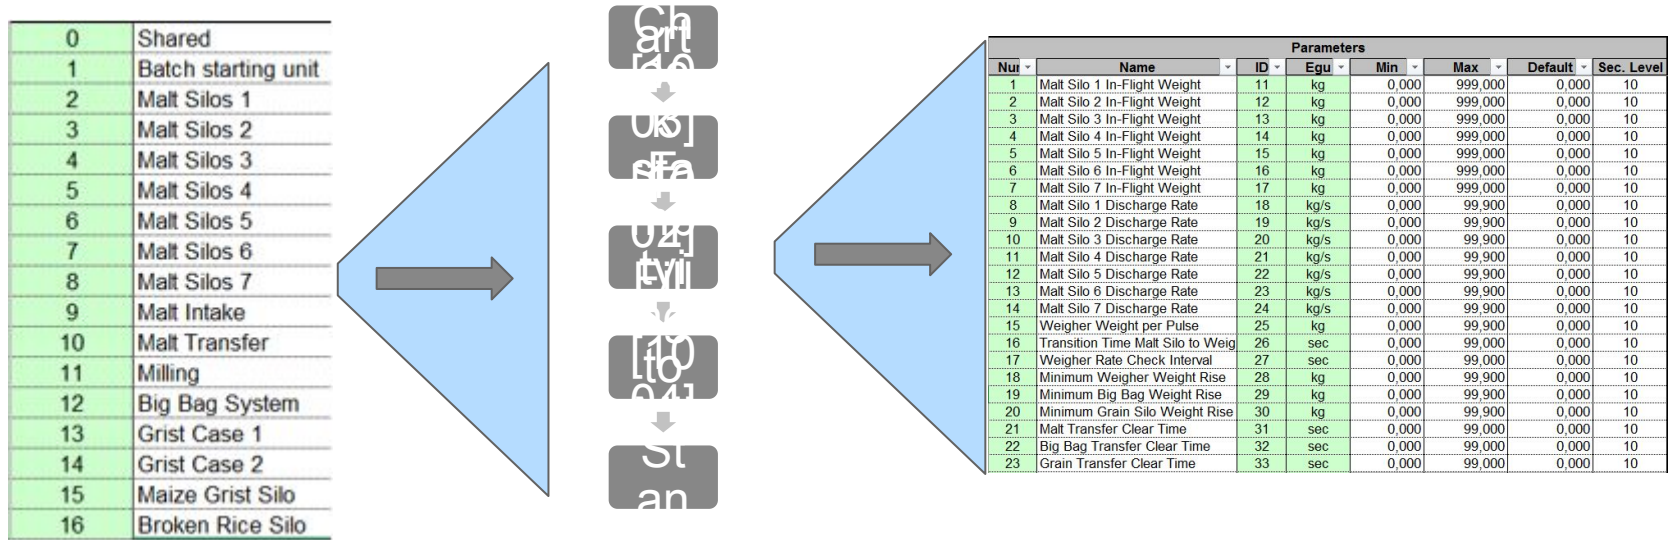 0 Shared
1 Batch starting unit
2 Malt Silos 1
3 Malt Silos 2
4 Malt Silos 3
5 Malt Silos 4
6 Malt Silos 5
7 Malt Silos 6
8 Malt Silos 7
9 Malt Intake
10 Malt Transfer
11 Milling
12 Big Bag System
13 Grist Case 1
14 Grist Case 2
15 Maize Grist Silo
16 Broken Rice Silo
St
an
Parameters
Nur Name ID Egu Min Max Default Sec. Level
1 Malt Silo 1 In-Flight Weight 11 kg 0,000 999,000 0,000 10
2 Malt Silo 2 In-Flight Weight 12 kg 0,000 999,000 0,000 10
3 Malt Silo 3 In-Flight Weight 13 kg 0,000 999,000 0,000 10
4 Malt Silo 4 In-Flight Weight 14 kg 0,000 999,000 0,000 10
5 Malt Silo 5 In-Flight Weight 15 kg 0,000 999,000 0,000 10
6 Malt Silo 6 In-Flight Weight 16 kg 0,000 999,000 0,000 10
7 Malt Silo 7 In-Flight Weight 17 kg 0,000 999,000 0,000 10
8 Malt Silo 1 Discharge Rate 18 kg/s 0,000 99,900 0,000 10
9 Malt Silo 2 Discharge Rate 19 kg/s 0,000 99,900 0,000 10
10 Malt Silo 3 Discharge Rate 20 kg/s 0,000 99,900 0,000 10
11 Malt Silo 4 Discharge Rate 21 kg/s 0,000 99,900 0,000 10
12 Malt Silo 5 Discharge Rate 22 kg/s 0,000 99,900 0,000 10
13 Malt Silo 6 Discharge Rate 23 kg/s 0,000 99,900 0,000 10
14 Malt Silo 7 Discharge Rate 24 kg/s 0,000 99,900 0,000 10
15 Weigher Weight per Pulse 25 kg 0,000 99,900 0,000 10
16 Transition Time Malt Silo to Weig 26 sec 0,000 99,000 0,000 10
17 Weigher Rate Check Interval 27 sec 0,000 99,000 0,000 10
18 Minimum Weigher Weight Rise 28 kg 0,000 99,900 0,000 10
19 Minimum Big Bag Weight Rise 29 kg 0,000 99,900 0,000 10
20 Minimum Grain Silo Weight Rise 30 kg 0,000 99,900 0,000 10
21 Malt Transfer Clear Time 31 sec 0,000 99,000 0,000 10
22 Big Bag Transfer Clear Time 32 sec 0,000 99,000 0,000 10
23 Grain Transfer Clear Time 33 sec 0,000 99,000 0,000 10